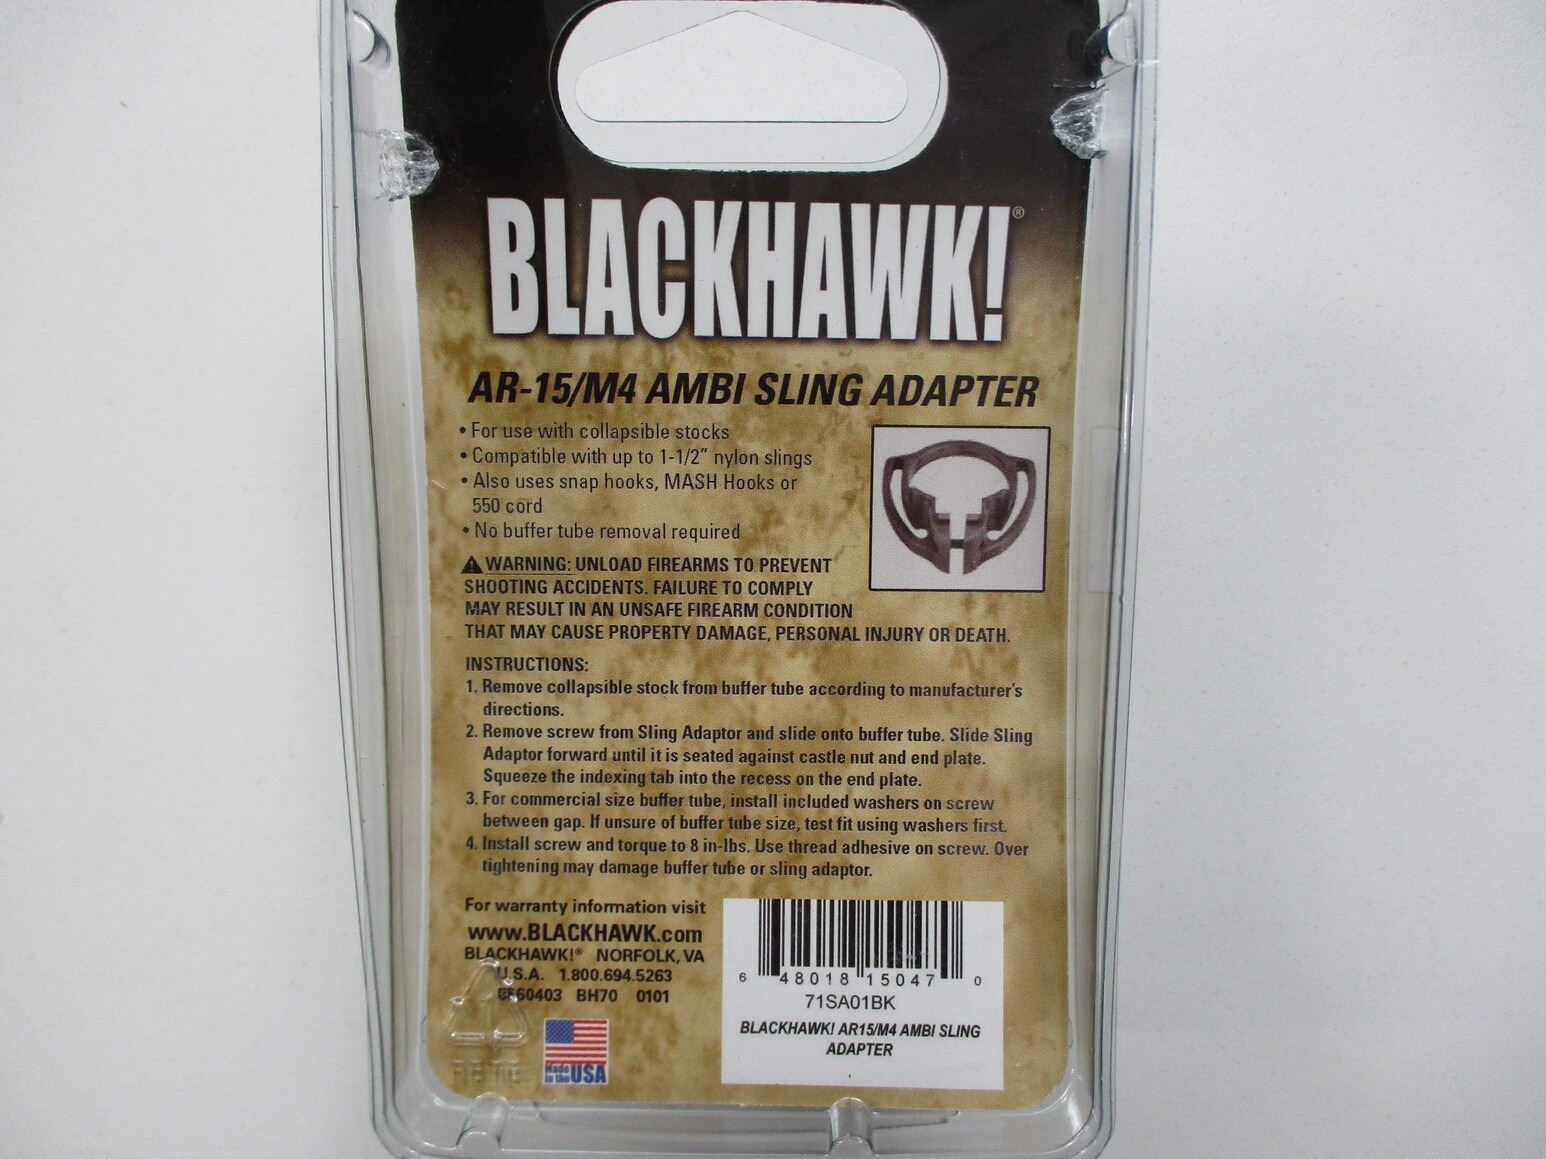 BLACKHAWK!®
AR-15/M4 AMBI SLING ADAPTER
• For use with collapsible stocks
• Compatible with up to 1-1/2" nylon slings
• Also uses snap hooks, MASH Hooks or
550 cord
• No buffer tube removal required
WARNING: UNLOAD FIREARMS TO PREVENT
SHOOTING ACCIDENTS. FAILURE TO COMPLY
MAY RESULT IN AN UNSAFE FIREARM CONDITION
THAT MAY CAUSE PROPERTY DAMAGE, PERSONAL INJURY OR DEATH.
INSTRUCTIONS:
1. Remove collapsible stock from buffer tube according to manufacturer's
directions.
2. Remove screw from Sling Adaptor and slide onto buffer tube. Slide Sling
Adaptor forward until it is seated against castle nut and end plate.
Squeeze the indexing tab into the recess on the end plate.
3. For commercial size buffer tube, install included washers on screw
between gap. If unsure of buffer tube size, test fit using washers first.
4. Install screw and torque to 8 in-lbs. Use thread adhesive on screw. Over
tightening may damage buffer tube or sling adaptor.
For warranty information visit
www.BLACKHAWK.com
BLACKHAWK!® NORFOLK, VA
U.S.A. 1.800.694.5263
BH70 0101
Made
in the USA
6 48018 15047 0
71SA01BK
BLACKHAWK! AR15/M4 AMBI SLING
ADAPTER